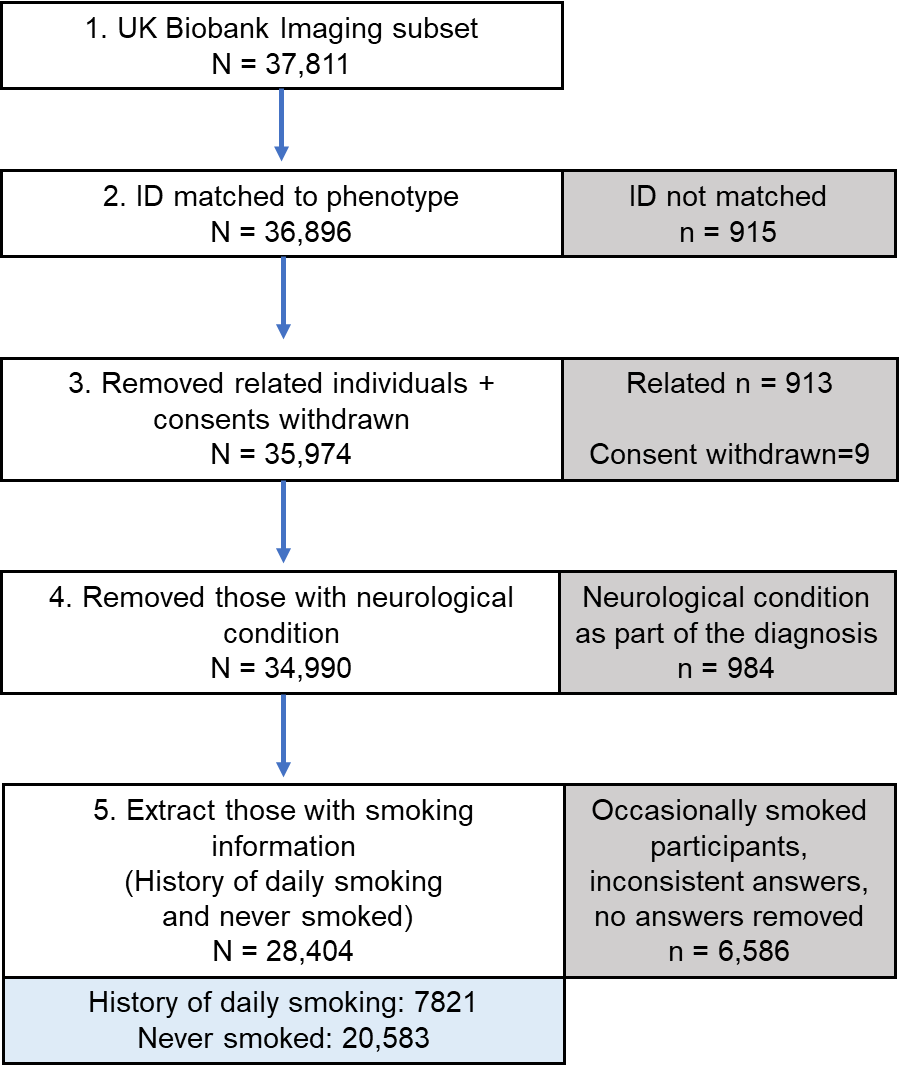 1. UK Biobank Imaging subset
N = 37,811
2. ID matched to phenotype
N = 36,896
ID not matched
n = 915
3. Removed related individuals +
consents withdrawn
N = 35,974
Related n = 913
Consent withdrawn=9
4. Removed those with neurological
condition
N = 34,990
Neurological condition
as part of the diagnosis
n = 984
5. Extract those with smoking
information
(History of daily smoking
and never smoked)
N = 28,404
Occasionally smoked
participants,
inconsistent answers,
no answers removed
n = 6,586
History of daily smoking: 7821
Never smoked: 20,583